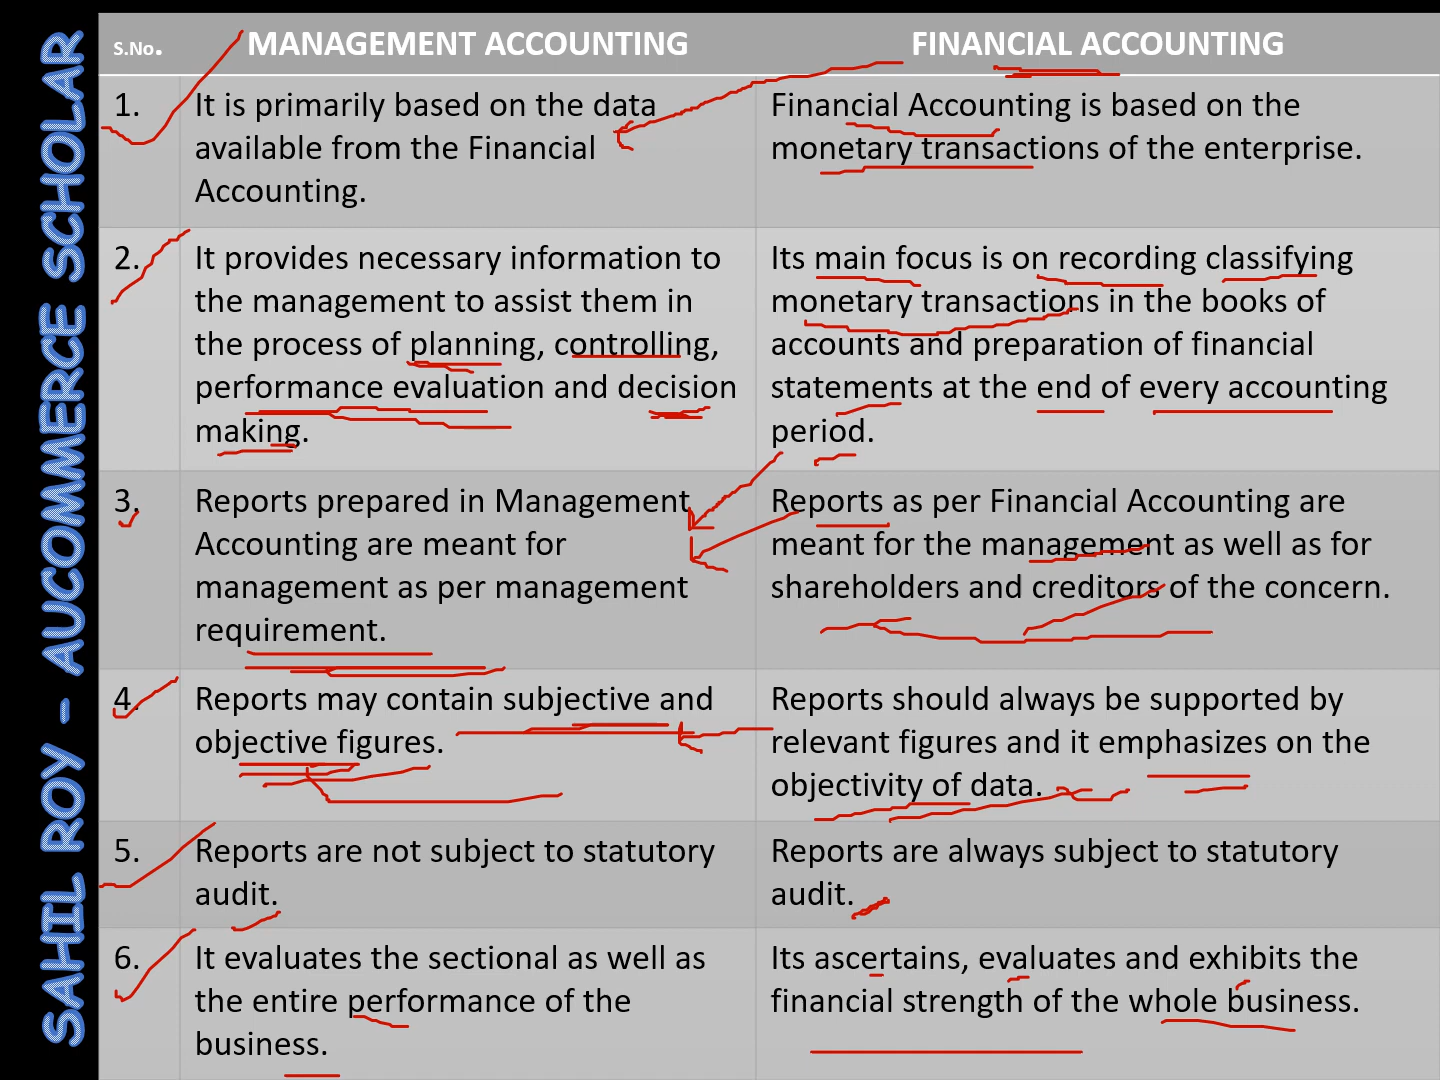 SAHIL ROY – AUCOMMERCE SCHOLAR
S.No. MANAGEMENT ACCOUNTING FINANCIAL ACCOUNTING
1. It is primarily based on the data
available from the Financial
Accounting.
Financial Accounting is based on the
monetary transactions of the enterprise.
2. It provides necessary information to
the management to assist them in
the process of planning, controlling,
performance evaluation and decision
making.
Its main focus is on recording classifying
monetary transactions in the books of
accounts and preparation of financial
statements at the end of every accounting
period.
3. Reports prepared in Management
Accounting are meant for
management as per management
requirement.
Reports as per Financial Accounting are
meant for the management as well as for
shareholders and creditors of the concern.
4. Reports may contain subjective and
objective figures.
Reports should always be supported by
relevant figures and it emphasizes on the
objectivity of data.
5. Reports are not subject to statutory
audit.
Reports are always subject to statutory
audit.
6. It evaluates the sectional as well as
the entire performance of the
business.
Its ascertains, evaluates and exhibits the
financial strength of the whole business.